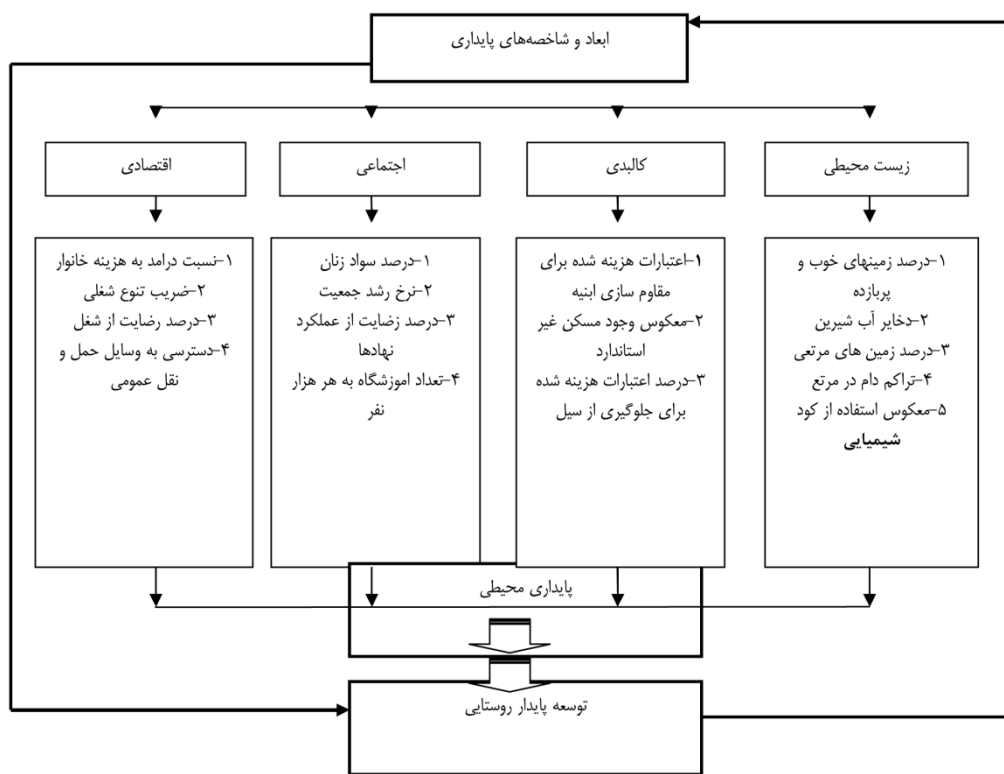 ابعاد و شاخصه‌های پایداری
زیست محیطی
کالبدی
اجتماعی
اقتصادی
۱-درصد زمینهای خوب و
پربازده
۲-دخایر آب شیرین
۳-درصد زمین های مرتعی
۴-تراکم دام در مرتع
۵-معکوس استفاده از کود
شیمیایی
۱-اعتبارات هزینه شده برای
مقاوم سازی ابنیه
۲-معکوس وجود مسکن غیر
استاندارد
۳-درصد اعتبارات هزینه شده
برای جلوگیری از سیل
۱-درصد سواد زنان
۲-نرخ رشد جمعیت
۳-درصد زضایت از عملکرد
نهادها
۴-تعداد اموزشگاه به هر هزار
نفر
۱-نسبت درامد به هزینه خانوار
۲-ضریب تنوع شغلی
۳-درصد رضایت از شغل
۴-دسترسی به وسایل حمل و
نقل عمومی
پایداری محیطی
توسعه پایدار روستایی